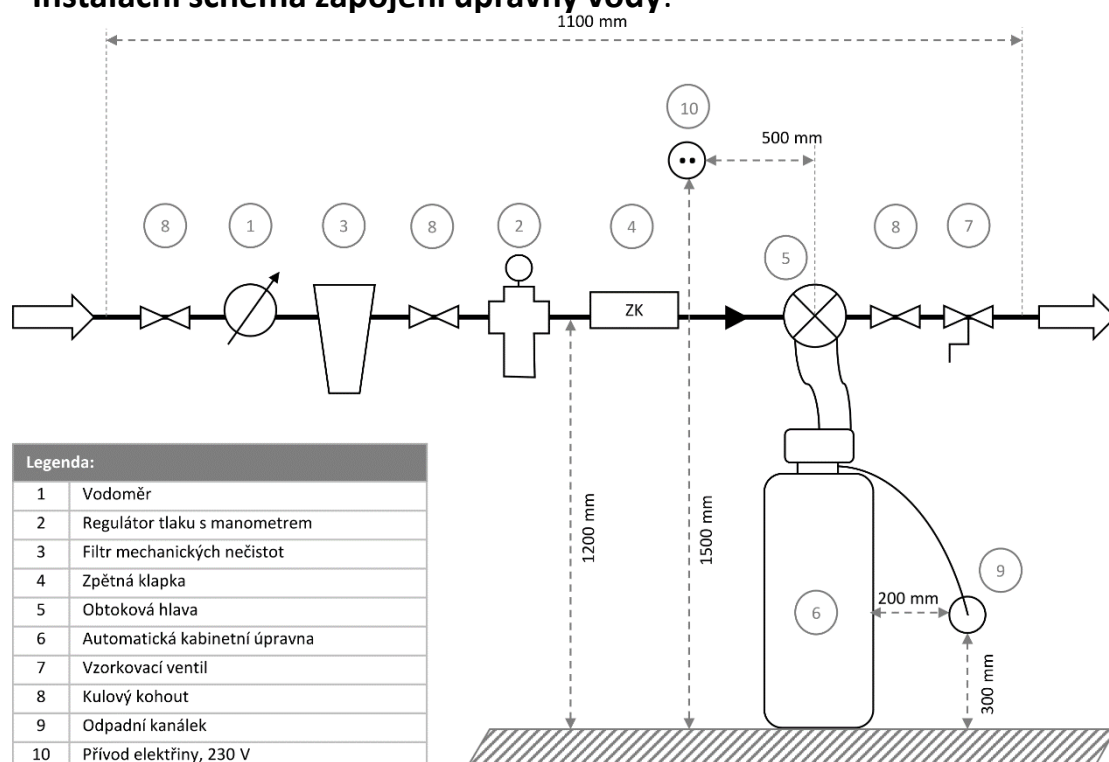 Instalační schéma zapojení úpravny vody:
1100 mm
10
500 mm
8
1
3
8
2
4
5
8
7
ZK
1200 mm
1500 mm
6
200 mm
9
300 mm
Legenda:
1 Vodoměr
2 Regulátor tlaku s manometrem
3 Filtr mechanických nečistot
4 Zpětná klapka
5 Obtoková hlava
6 Automatická kabinetní úpravna
7 Vzorkovací ventil
8 Kulový kohout
9 Odpadní kanálek
10 Přívod elektřiny, 230 V